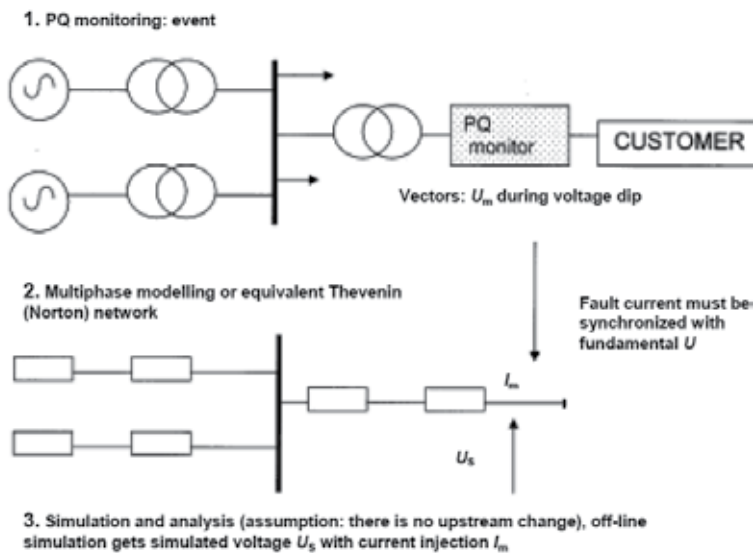 1. PQ monitoring: event
PQ
monitor
CUSTOMER
Vectors: Um during voltage dip
2. Multiphase modelling or equivalent Thevenin
(Norton) network
Fault current must be
synchronized with
fundamental U
Im
Us
3. Simulation and analysis (assumption: there is no upstream change), off-line
simulation gets simulated voltage Us with current injection Im